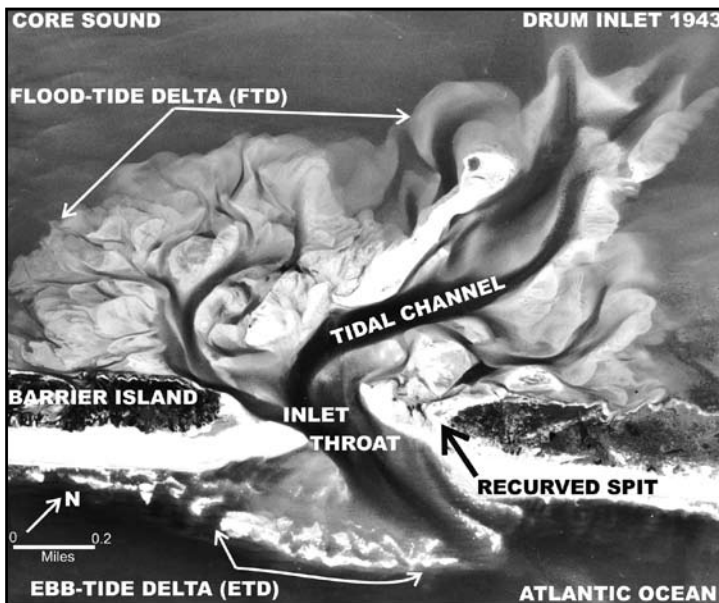 CORE SOUND
DRUM INLET 1943
FLOOD-TIDE DELTA (FTD)
TIDAL CHANNEL
BARRIER ISLAND
INLET
THROAT
RECURVED SPIT
N
0 0.2
Miles
EBB-TIDE DELTA (ETD)
ATLANTIC OCEAN